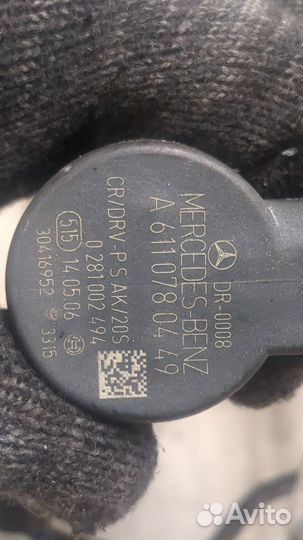 DR-0008
MERCEDES-BENZ
A 611 078 04 49
CR/DRV P S AK/20S
0 281 002 494
515 14.05.06
30416952 3315
Avito